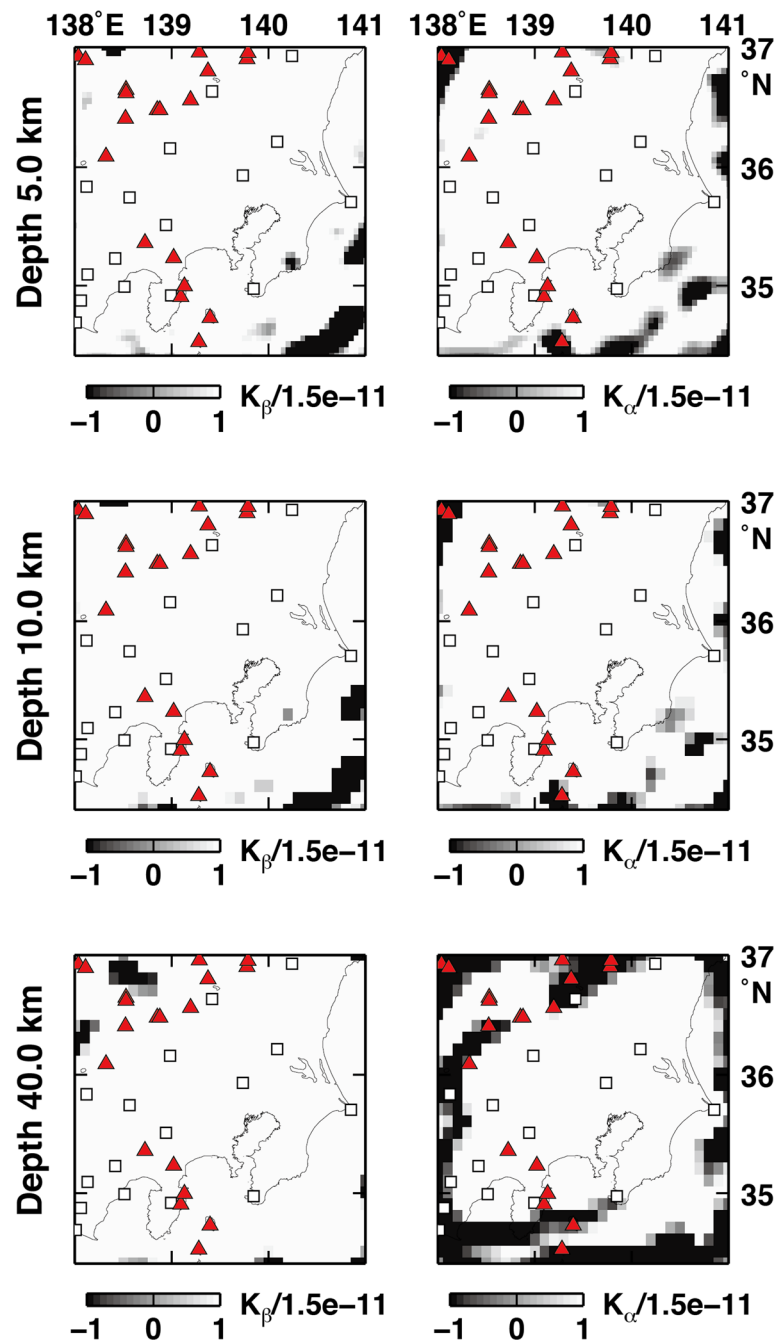 138˚E 139 140 141 138˚E 139 140 141
Depth 5.0 km
37
˚N
36
35
−1 0 1 Kβ/1.5e−11
−1 0 1 Kα/1.5e−11
Depth 10.0 km
37
˚N
36
35
−1 0 1 Kβ/1.5e−11
−1 0 1 Kα/1.5e−11
Depth 40.0 km
37
˚N
36
35
−1 0 1 Kβ/1.5e−11
−1 0 1 Kα/1.5e−11